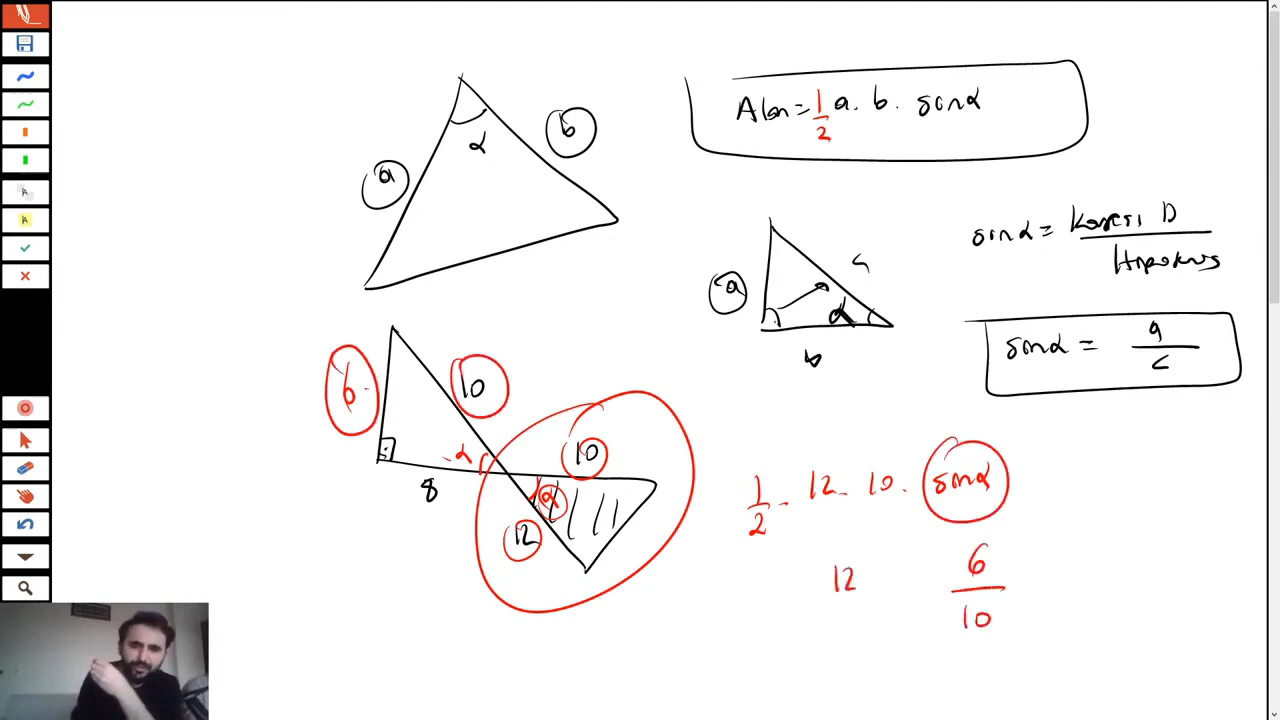 α
a
b
Alan = 1/2 a. b. sinα
a
c
α
b
sinα = Karşı D / Hipotenüs
sinα = a / c
6
10
α
8
10
α
12
1/2 . 12 . 10 . sinα
12 6/10